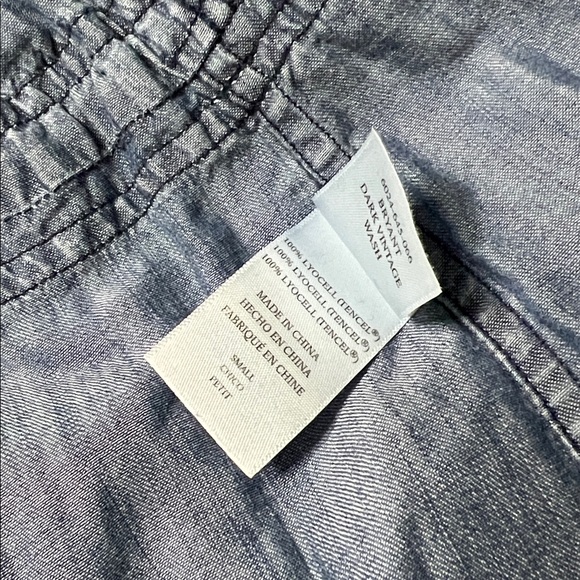 BRYANT
DARK VINTAGE
WASH
100% LYOCELL (TENCEL®)
100% LYOCELL (TENCEL®)
100% LYOCELL (TENCEL®)
MADE IN CHINA
HECHO EN CHINA
FABRIQUÉ EN CHINE
SMALL
CHICO
PETIT